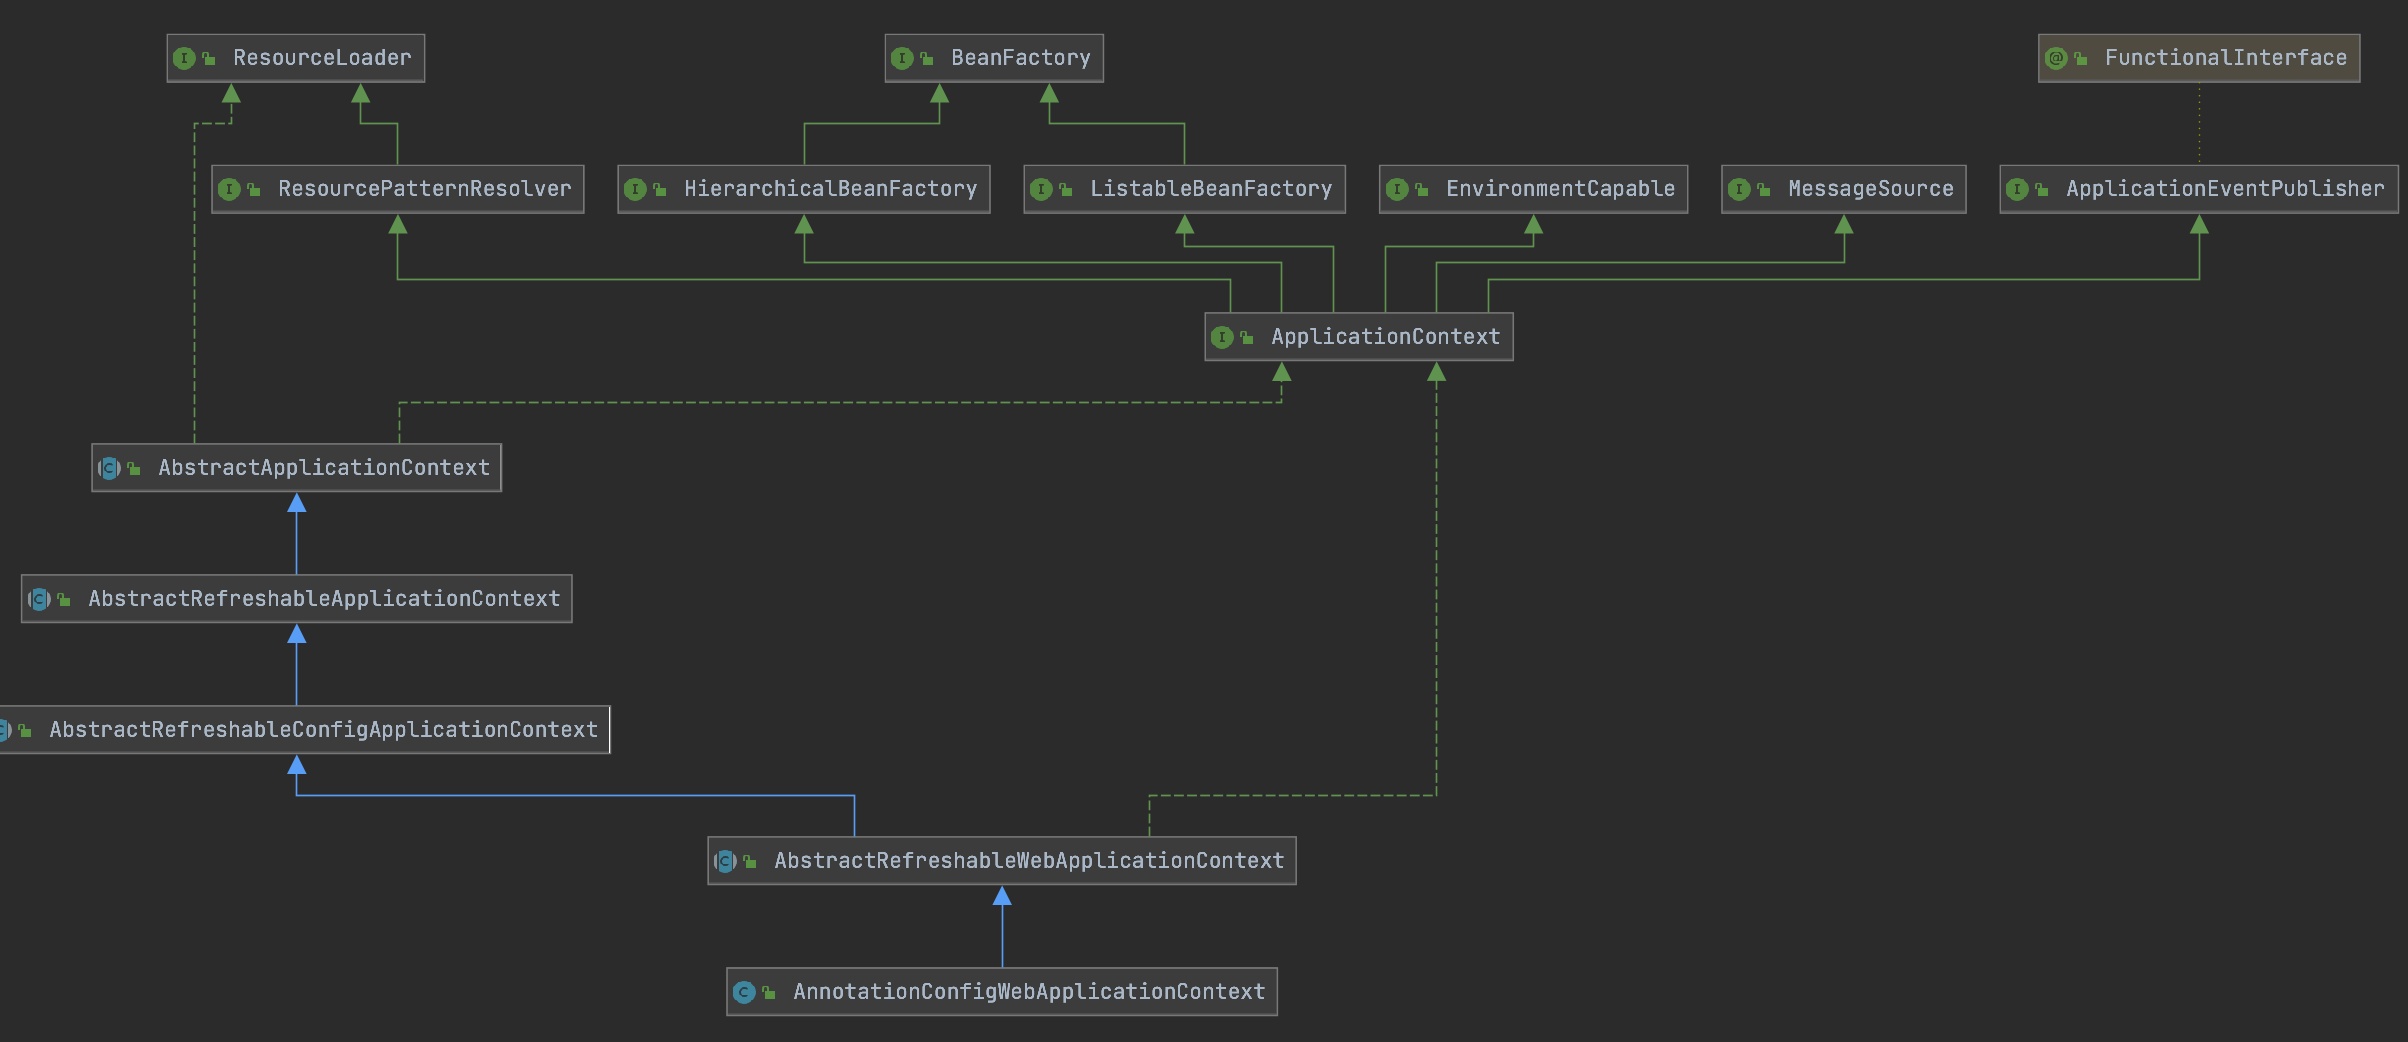 ResourceLoader
BeanFactory
FunctionalInterface
ResourcePatternResolver
HierarchicalBeanFactory
ListableBeanFactory
EnvironmentCapable
MessageSource
ApplicationEventPublisher
ApplicationContext
AbstractApplicationContext
AbstractRefreshableApplicationContext
AbstractRefreshableConfigApplicationContext
AbstractRefreshableWebApplicationContext
AnnotationConfigWebApplicationContext